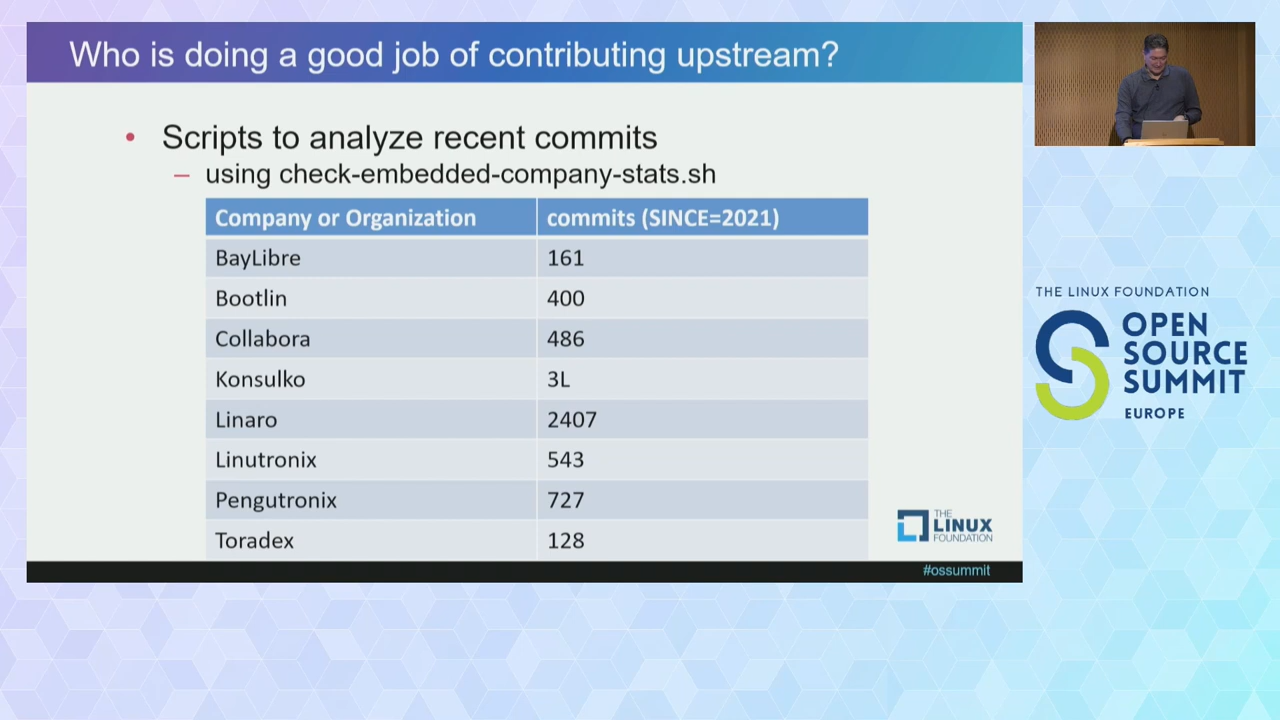 Who is doing a good job of contributing upstream?
• Scripts to analyze recent commits
– using check-embedded-company-stats.sh
Company or Organization commits (SINCE=2021)
BayLibre 161
Bootlin 400
Collabora 486
Konsulko 3L
Linaro 2407
Linutronix 543
Pengutronix 727
Toradex 128
THE
LINUX
FOUNDATION
#ossummit
THE LINUX FOUNDATION
OPEN
SOURCE
SUMMIT
EUROPE